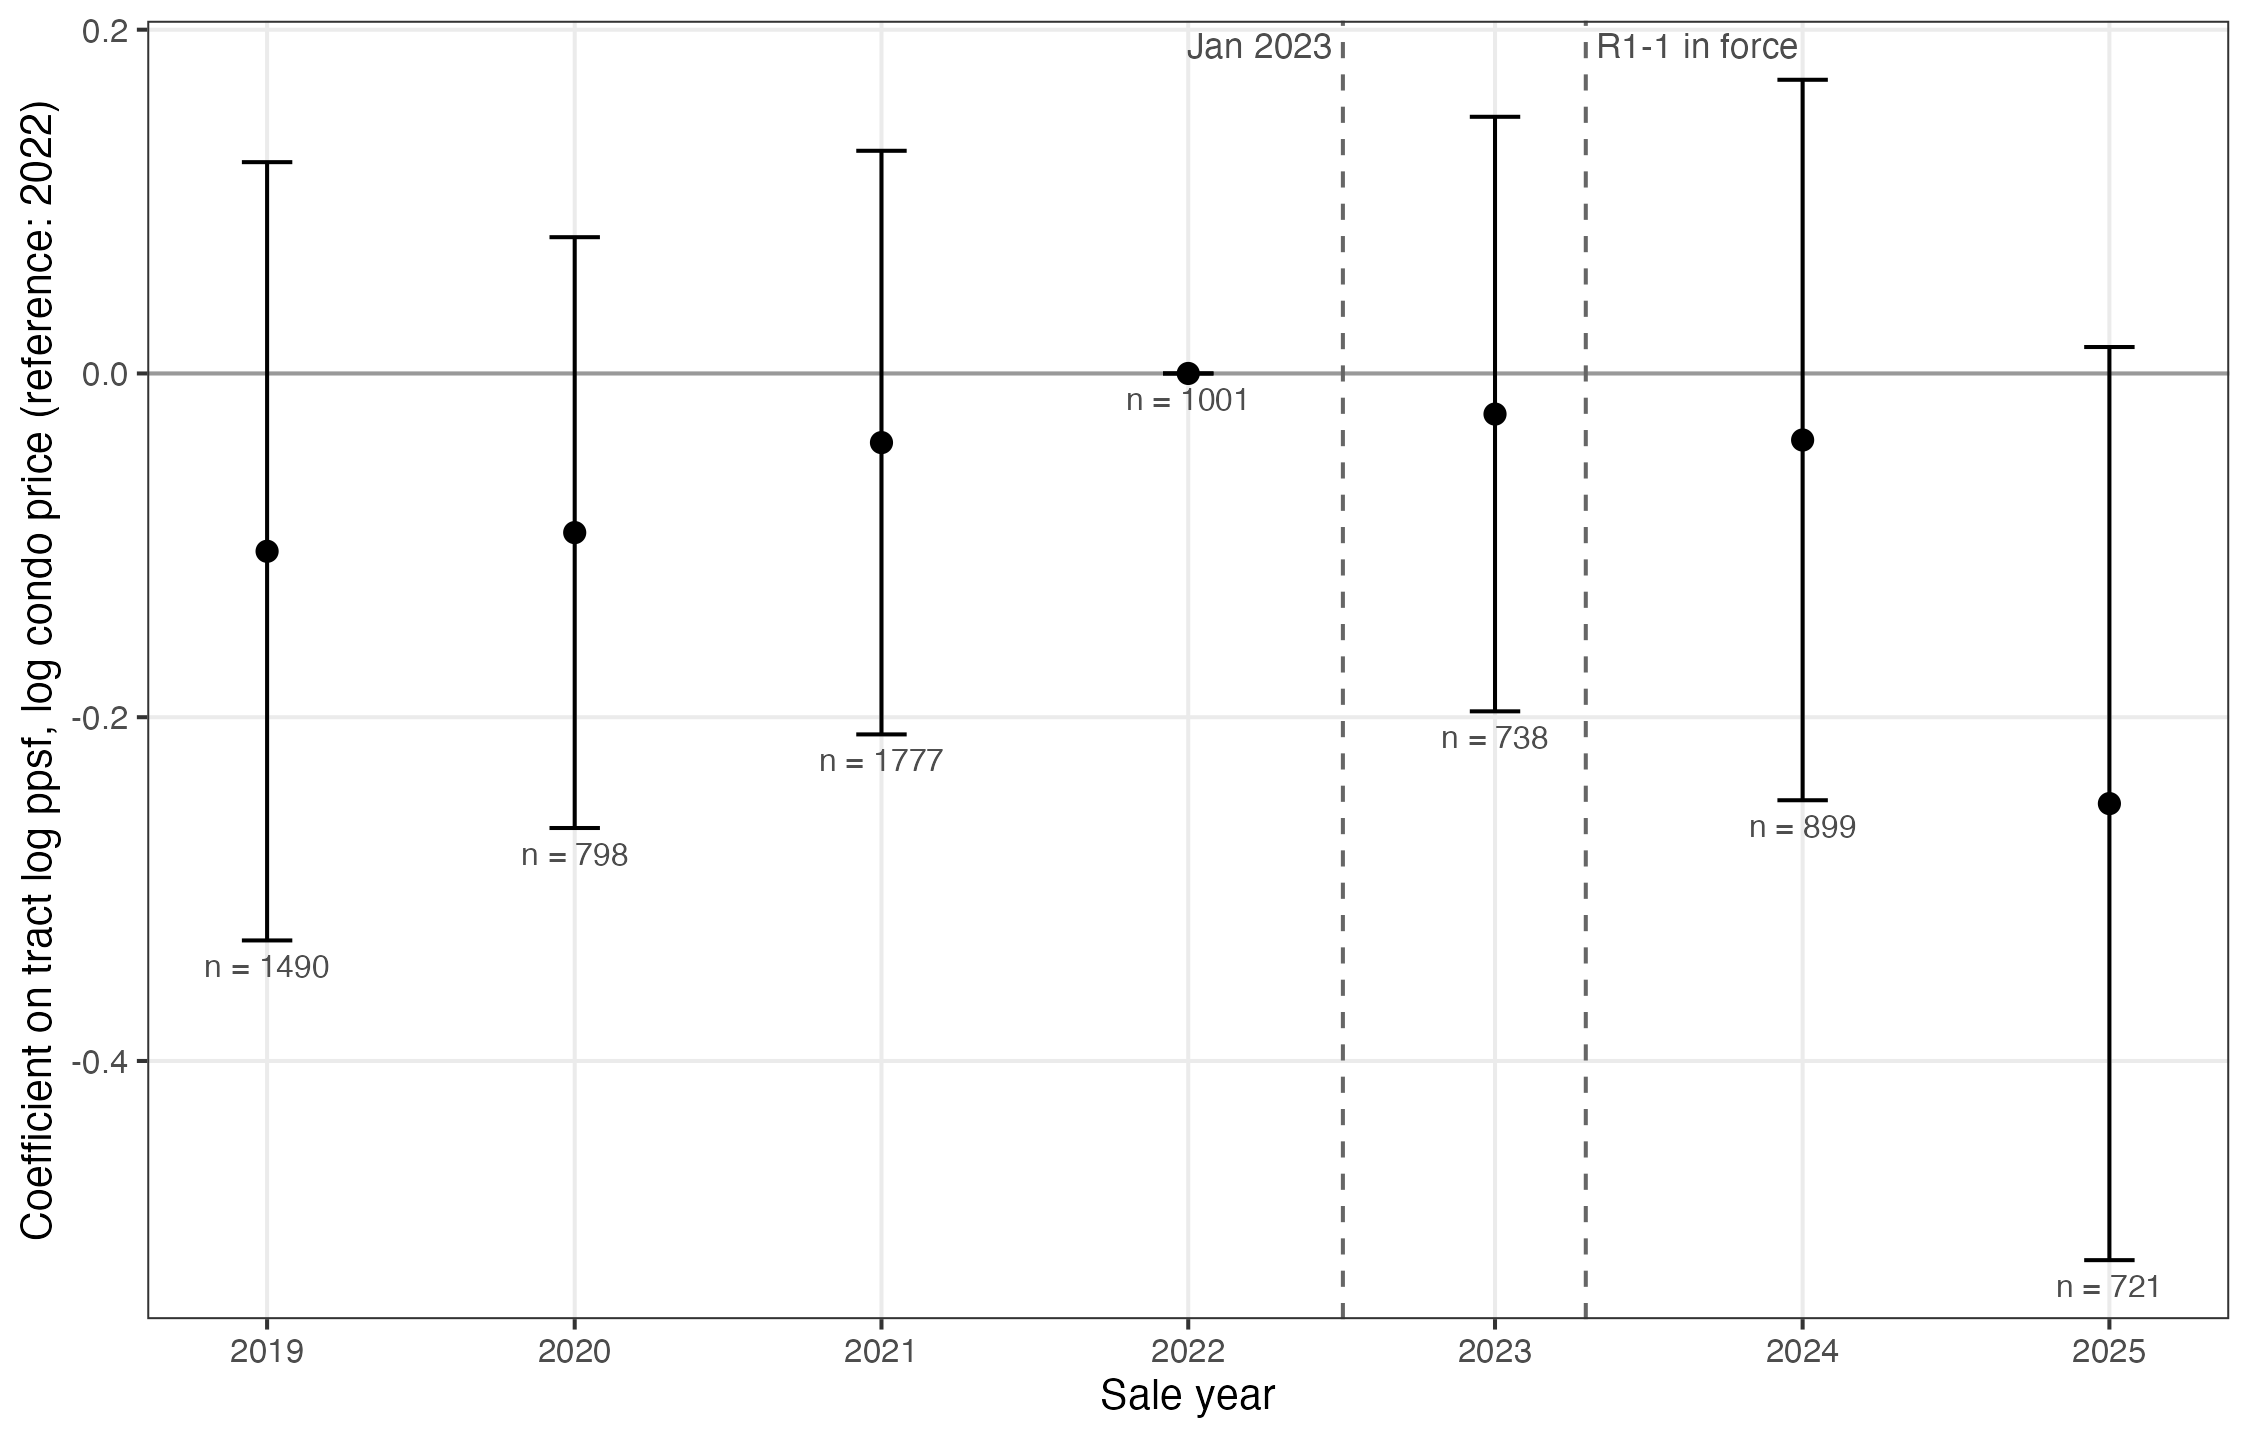 Coefficient on tract log ppsf, log condo price (reference: 2022)
0.2
0.0
-0.2
-0.4
Jan 2023
R1-1 in force
n = 1490
n = 798
n = 1777
n = 1001
n = 738
n = 899
n = 721
2019
2020
2021
2022
2023
2024
2025
Sale year